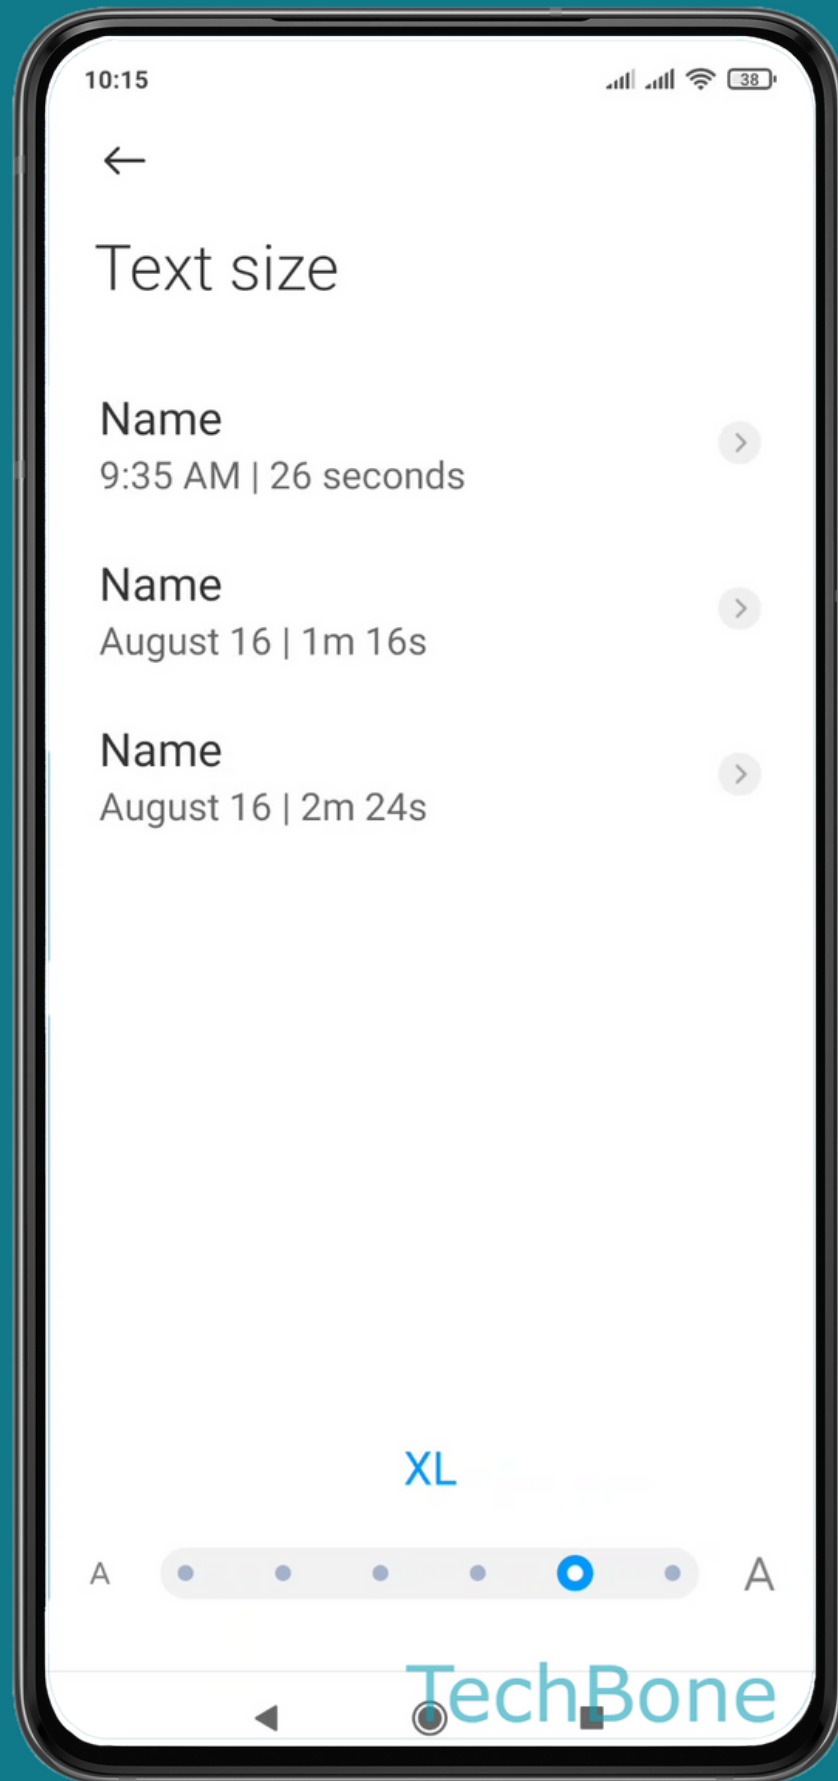 10:15
38
Text size
Name
9:35 AM | 26 seconds
Name
August 16 | 1m 16s
Name
August 16 | 2m 24s
XL
A
A
TechBone